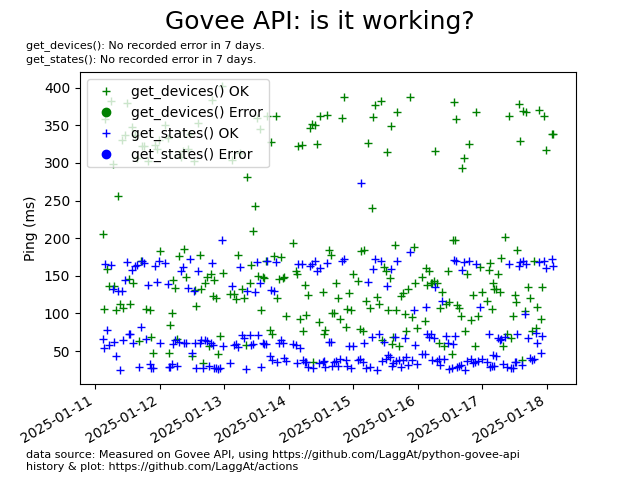 Govee API: is it working?
get_devices(): No recorded error in 7 days.
get_states(): No recorded error in 7 days.
get_devices() OK
get_devices() Error
get_states() OK
get_states() Error
Ping (ms)
400
350
300
250
200
150
100
50
2025-01-11
2025-01-12
2025-01-13
2025-01-14
2025-01-15
2025-01-16
2025-01-17
2025-01-18
data source: Measured on Govee API, using https://github.com/LaggAt/python-govee-api
history & plot: https://github.com/LaggAt/actions